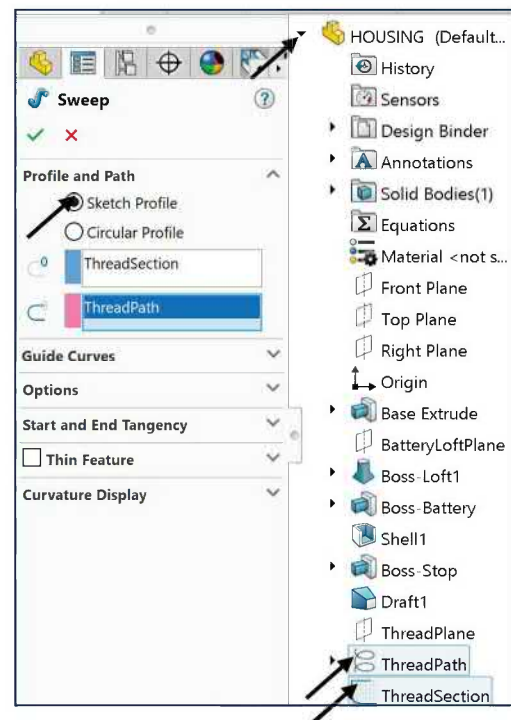 Sweep
?
Profile and Path
Sketch Profile
Circular Profile
ThreadSection
ThreadPath
Guide Curves
Options
Start and End Tangency
Thin Feature
Curvature Display
HOUSING (Default...
History
Sensors
Design Binder
Annotations
Solid Bodies(1)
Equations
Material <not s...
Front Plane
Top Plane
Right Plane
Origin
Base Extrude
BatteryLoftPlane
Boss-Loft1
Boss-Battery
Shell1
Boss-Stop
Draft1
ThreadPlane
ThreadPath
ThreadSection